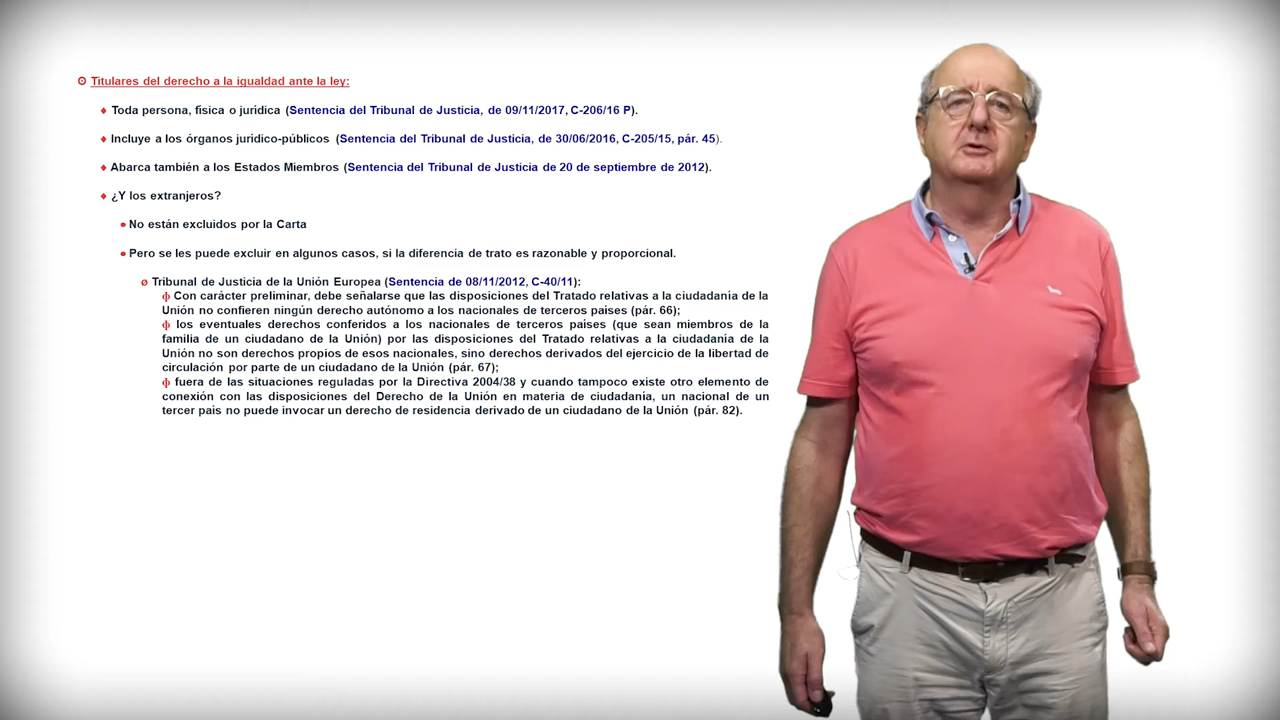 Titulares del derecho a la igualdad ante la ley:
Toda persona, física o jurídica (Sentencia del Tribunal de Justicia, de 09/11/2017, C-206/16 P).
Incluye a los órganos jurídico-públicos (Sentencia del Tribunal de Justicia, de 30/06/2016, C-205/15, pár. 45).
Abarca también a los Estados Miembros (Sentencia del Tribunal de Justicia de 20 de septiembre de 2012).
¿Y los extranjeros?
No están excluidos por la Carta
Pero se les puede excluir en algunos casos, si la diferencia de trato es razonable y proporcional.
Tribunal de Justicia de la Unión Europea (Sentencia de 08/11/2012, C-40/11):
Con carácter preliminar, debe señalarse que las disposiciones del Tratado relativas a la ciudadanía de la
Unión no confieren ningún derecho autónomo a los nacionales de terceros países (pár. 66);
los eventuales derechos conferidos a los nacionales de terceros países (que sean miembros de la
familia de un ciudadano de la Unión) por las disposiciones del Tratado relativas a la ciudadanía de la
Unión no son derechos propios de esos nacionales, sino derechos derivados del ejercicio de la libertad de
circulación por parte de un ciudadano de la Unión (pár. 67);
fuera de las situaciones reguladas por la Directiva 2004/38 y cuando tampoco existe otro elemento de
conexión con las disposiciones del Derecho de la Unión en materia de ciudadanía, un nacional de un
tercer país no puede invocar un derecho de residencia derivado de un ciudadano de la Unión (pár. 82).